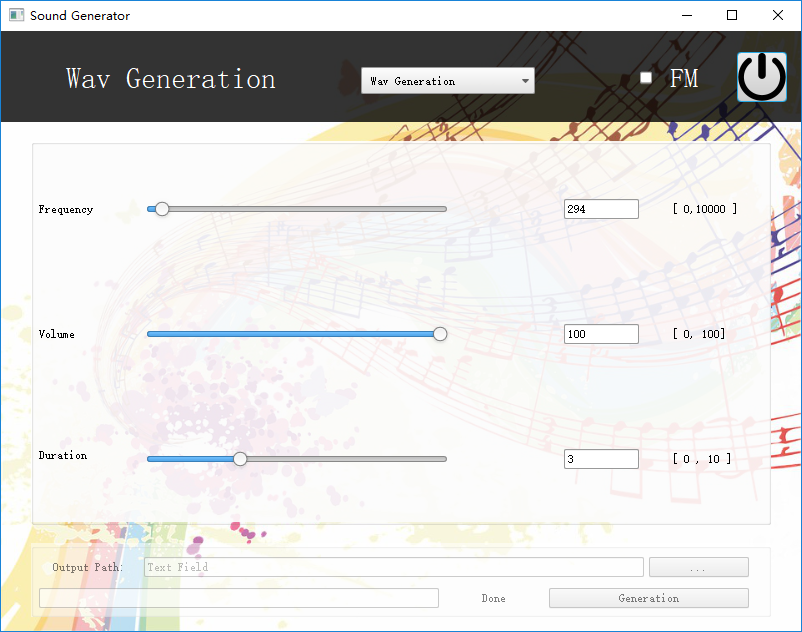 Sound Generator
Wav Generation
Wav Generation
FM
Frequency
294
[ 0,10000 ]
Volume
100
[ 0, 100]
Duration
3
[ 0 , 10 ]
Output Path:
Text Field
...
Done
Generation